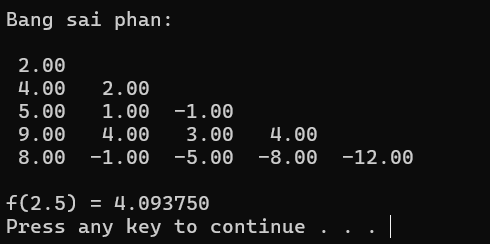 Bang sai phan:
2.00
4.00 2.00
5.00 1.00 -1.00
9.00 4.00 3.00 4.00
8.00 -1.00 -5.00 -8.00 -12.00
f(2.5) = 4.093750
Press any key to continue . . .